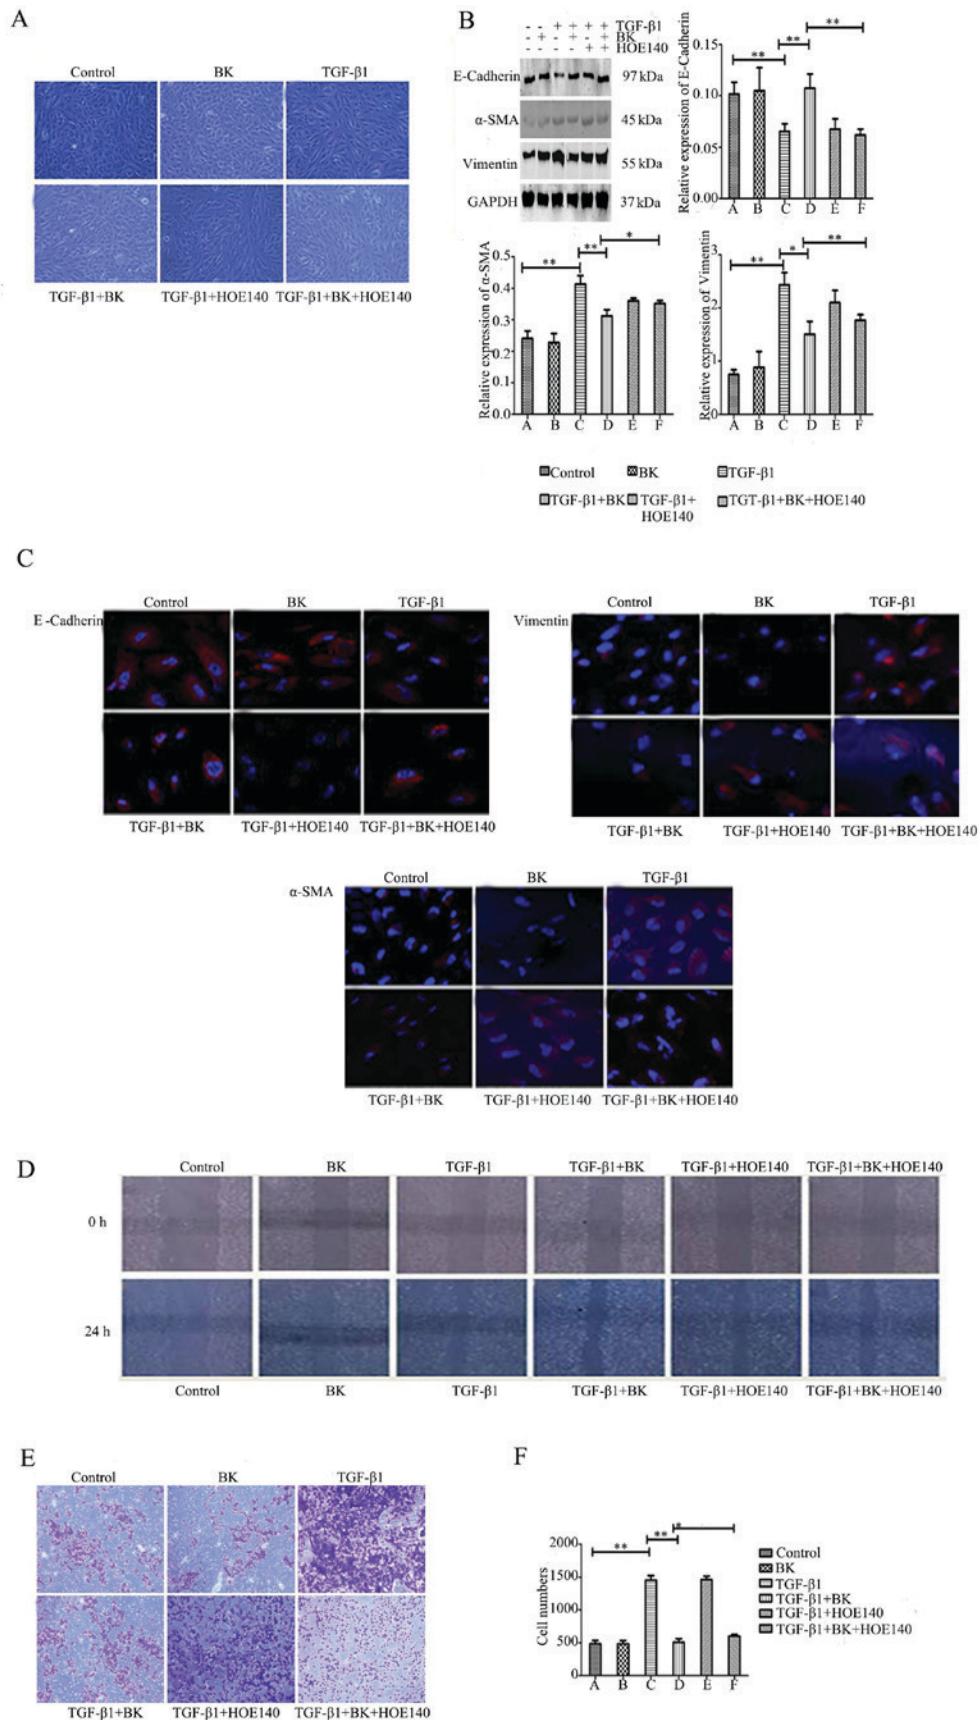 A
Control BK TGF-β1
TGF-β1+BK TGF-β1+HOE140 TGF-β1+BK+HOE140
B
- - + + + + TGF-β1
- + - + - + BK
- - - - + + HOE140
E-Cadherin 97 kDa
α-SMA 45 kDa
Vimentin 55 kDa
GAPDH 37 kDa
Relative expression of E-Cadherin
0.15
0.10
0.05
0.00
** ** **
A B C D E F
Relative expression of α-SMA
0.5
0.4
0.3
0.2
0.1
0.0
** ** *
A B C D E F
Relative expression of Vimentin
3
2
1
0
** * **
A B C D E F
Control BK TGF-β1
TGF-β1+BK TGF-β1+ TGT-β1+BK+HOE140
HOE140
C
E-Cadherin
Control BK TGF-β1
TGF-β1+BK TGF-β1+HOE140 TGF-β1+BK+HOE140
Vimentin
Control BK TGF-β1
TGF-β1+BK TGF-β1+HOE140 TGF-β1+BK+HOE140
α-SMA
Control BK TGF-β1
TGF-β1+BK TGF-β1+HOE140 TGF-β1+BK+HOE140
D
Control BK TGF-β1 TGF-β1+BK TGF-β1+HOE140 TGF-β1+BK+HOE140
0 h
24 h
Control BK TGF-β1 TGF-β1+BK TGF-β1+HOE140 TGF-β1+BK+HOE140
E
Control BK TGF-β1
TGF-β1+BK TGF-β1+HOE140 TGF-β1+BK+HOE140
F
Cell numbers
2000
1500
1000
500
0
** ** *
A B C D E F
Control
BK
TGF-β1
TGF-β1+BK
TGF-β1+HOE140
TGF-β1+BK+HOE140